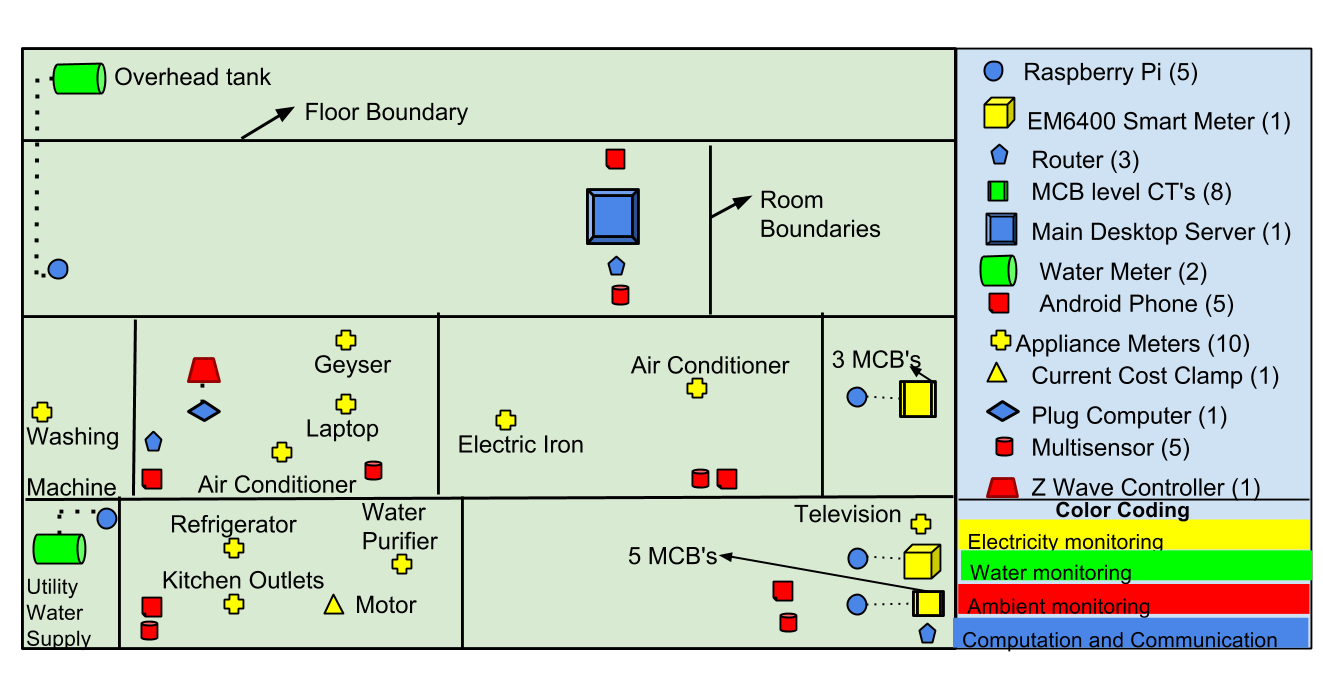 Overhead tank
Floor Boundary
Room
Boundaries
Geyser
Laptop
Air Conditioner
Washing
Machine
Electric Iron
Air Conditioner
3 MCB's
Utility
Water
Supply
Refrigerator
Water
Purifier
Kitchen Outlets
Motor
Television
5 MCB's
Raspberry Pi (5)
EM6400 Smart Meter (1)
Router (3)
MCB level CT's (8)
Main Desktop Server (1)
Water Meter (2)
Android Phone (5)
Appliance Meters (10)
Current Cost Clamp (1)
Plug Computer (1)
Multisensor (5)
Z Wave Controller (1)
Color Coding
Electricity monitoring
Water monitoring
Ambient monitoring
Computation and Communication